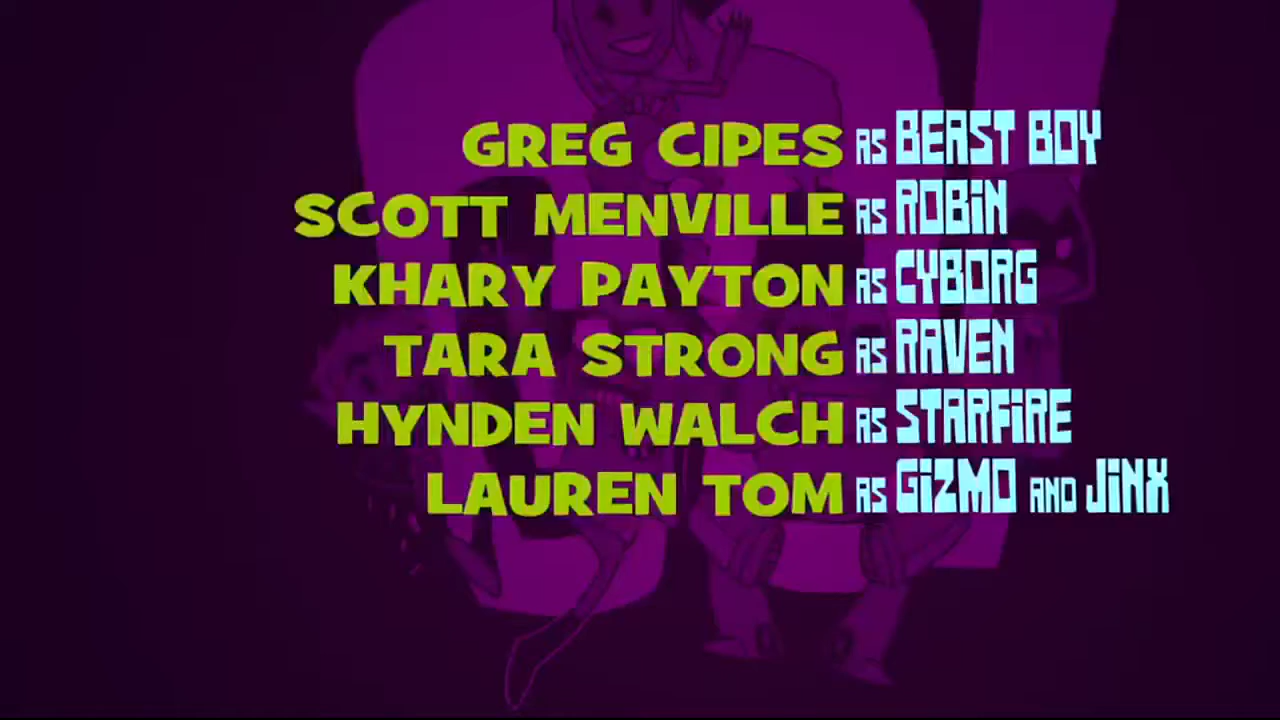 GREG CIPES AS BEAST BOY
SCOTT MENVILLE AS ROBiN
KHARY PAYTON AS CYBORG
TARA STRONG AS RAVEN
HYNDEN WALCH AS STARFiRE
LAUREN TOM AS GiZMO AND JiNX